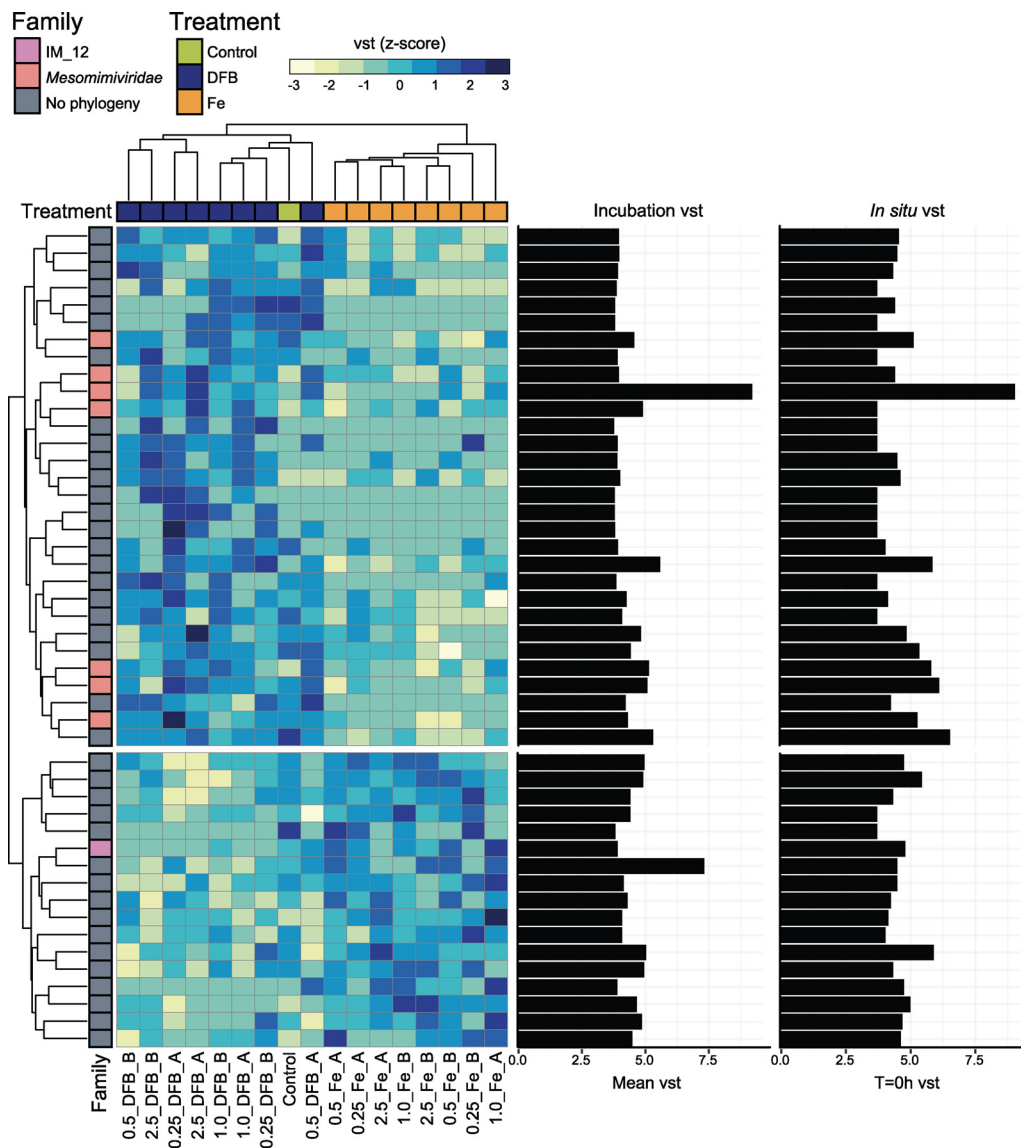 Family
IM_12
Mesomimiviridae
No phylogeny
Treatment
Control
DFB
Fe
vst (z-score)
-3 -2 -1 0 1 2 3
Treatment
Incubation vst
In situ vst
Family
0.5_DFB_B
2.5_DFB_B
0.25_DFB_A
2.5_DFB_A
1.0_DFB_B
1.0_DFB_A
0.25_DFB_B
Control
0.5_DFB_A
0.5_Fe_A
0.25_Fe_A
2.5_Fe_A
1.0_Fe_B
2.5_Fe_B
0.5_Fe_B
0.25_Fe_B
1.0_Fe_A
0.0 2.5 5.0 7.5
Mean vst
0.0 2.5 5.0 7.5
T=0h vst